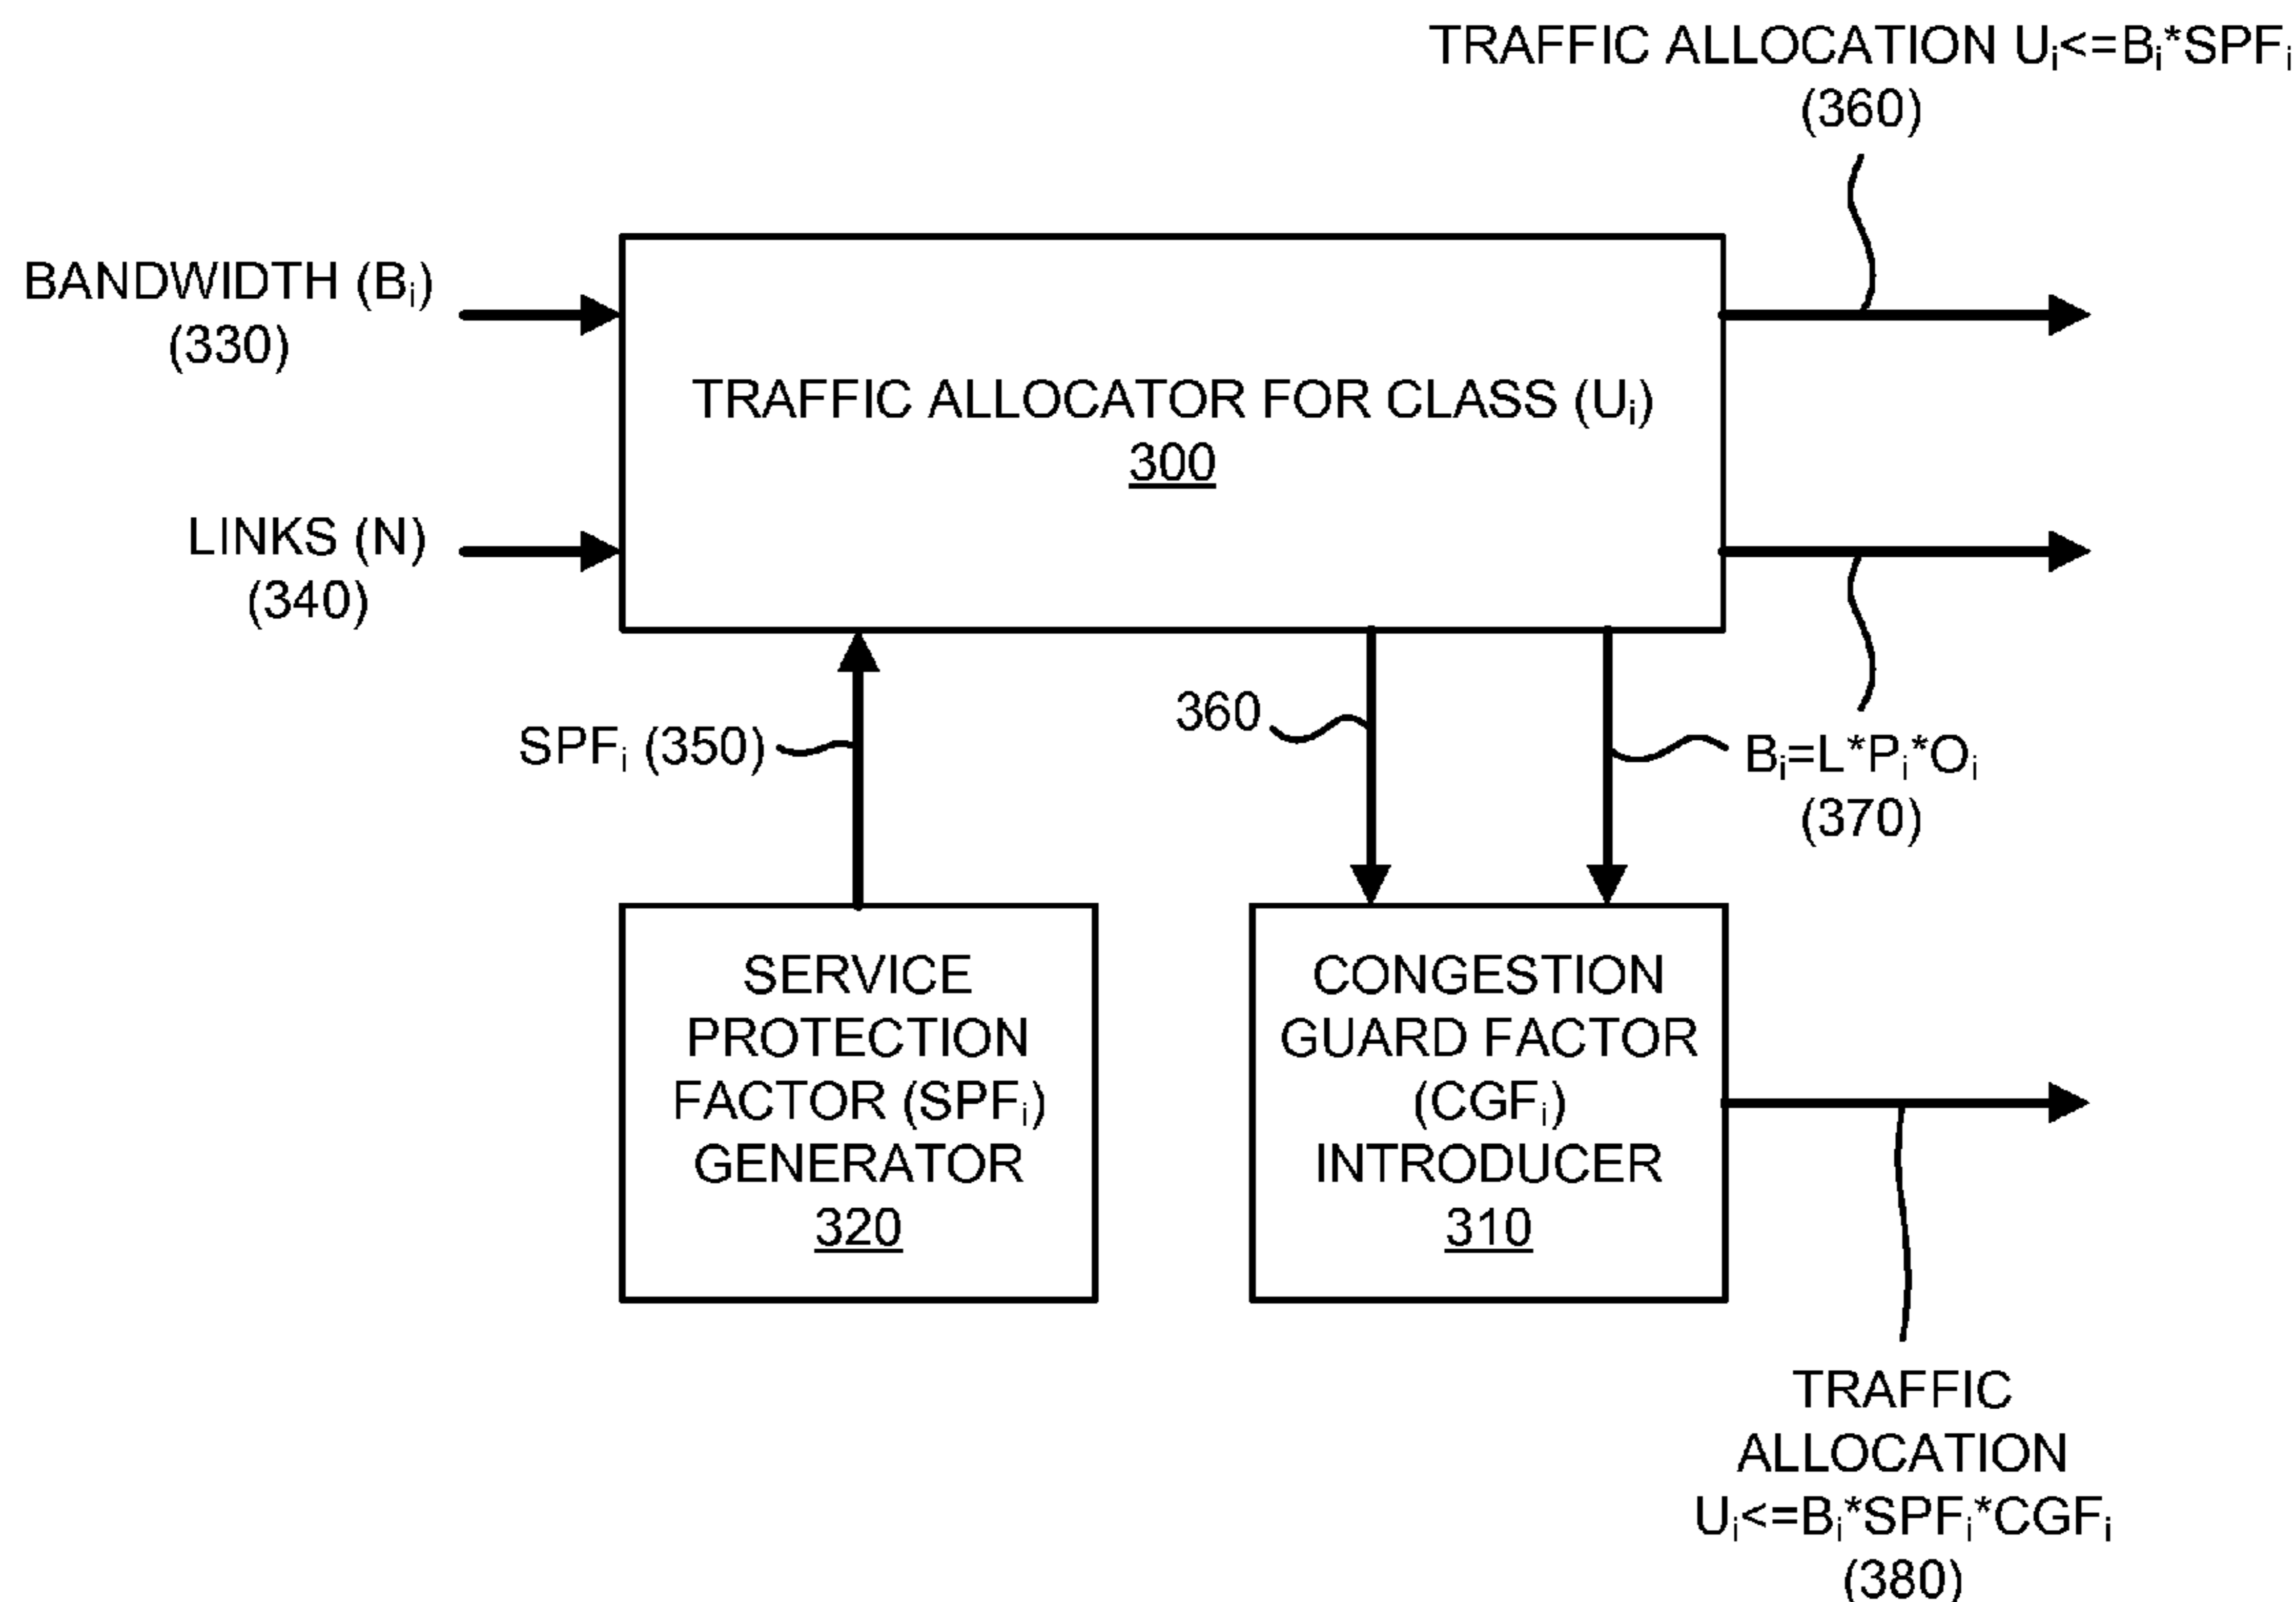 TRAFFIC ALLOCATION Uᵢ<=Bᵢ*SPFᵢ
(360)
BANDWIDTH (Bᵢ)
(330)
TRAFFIC ALLOCATOR FOR CLASS (Uᵢ)
300
LINKS (N)
(340)
SPFᵢ (350)
360
Bᵢ=L*Pᵢ*Oᵢ
(370)
SERVICE
PROTECTION
FACTOR (SPFᵢ)
GENERATOR
320
CONGESTION
GUARD FACTOR
(CGFᵢ)
INTRODUCER
310
TRAFFIC
ALLOCATION
Uᵢ<=Bᵢ*SPFᵢ*CGFᵢ
(380)